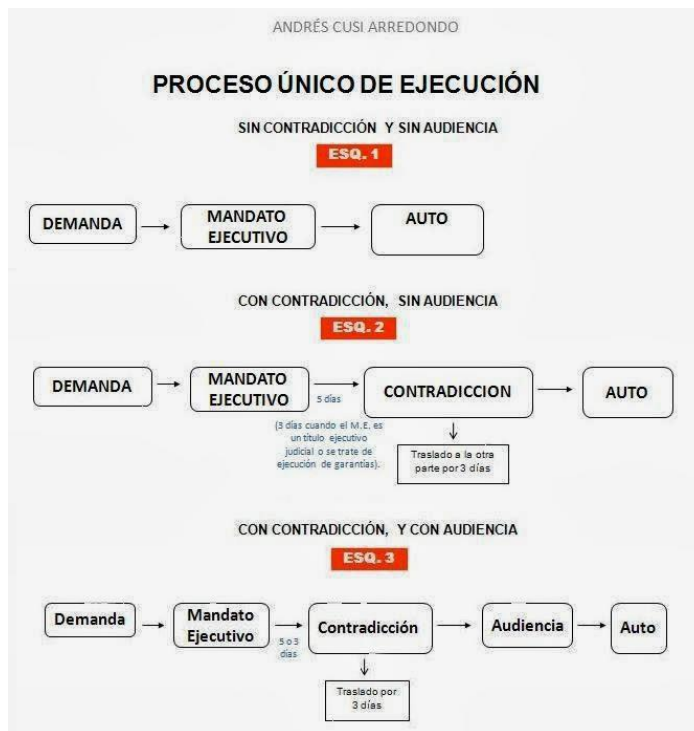 ANDRÉS CUSI ARREDONDO
PROCESO ÚNICO DE EJECUCIÓN
SIN CONTRADICCIÓN Y SIN AUDIENCIA
ESQ. 1
DEMANDA
MANDATO
EJECUTIVO
AUTO
CON CONTRADICCIÓN, SIN AUDIENCIA
ESQ. 2
DEMANDA
MANDATO
EJECUTIVO
5 días
CONTRADICCION
AUTO
(3 días cuando el M.E. es
un título ejecutivo
judicial o se trate de
ejecución de garantías).
Traslado a la otra
parte por 3 días
CON CONTRADICCIÓN, Y CON AUDIENCIA
ESQ. 3
Demanda
Mandato
Ejecutivo
5 o 3
días
Contradicción
Audiencia
Auto
Traslado por
3 días